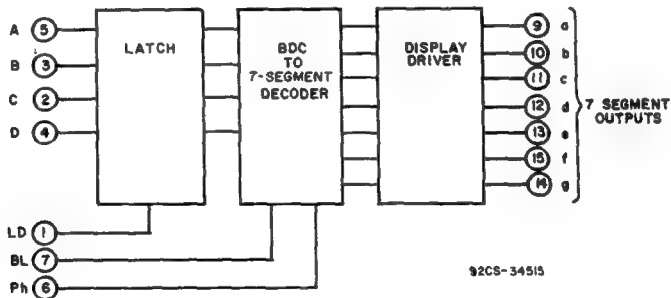 A 5
B 3
C 2
D 4
LATCH
BDC
TO
7-SEGMENT
DECODER
DISPLAY
DRIVER
9 a
10 b
11 c
12 d
13 e
15 f
14 g
7 SEGMENT
OUTPUTS
LD 1
BL 7
Ph 6
92CS-34515